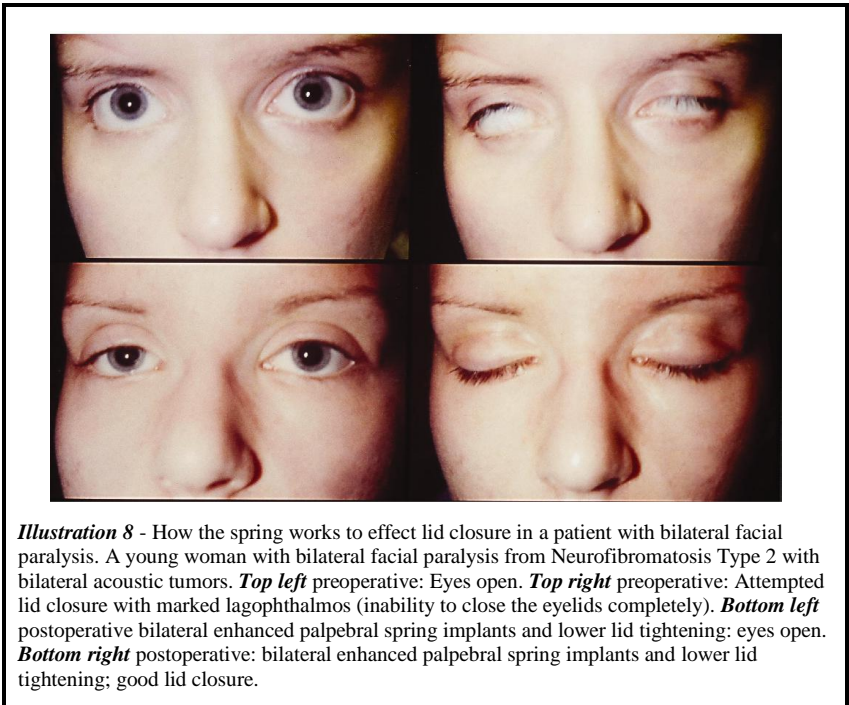 Illustration 8 - How the spring works to effect lid closure in a patient with bilateral facial
paralysis. A young woman with bilateral facial paralysis from Neurofibromatosis Type 2 with
bilateral acoustic tumors. Top left preoperative: Eyes open. Top right preoperative: Attempted
lid closure with marked lagophthalmos (inability to close the eyelids completely). Bottom left
postoperative bilateral enhanced palpebral spring implants and lower lid tightening: eyes open.
Bottom right postoperative: bilateral enhanced palpebral spring implants and lower lid
tightening; good lid closure.